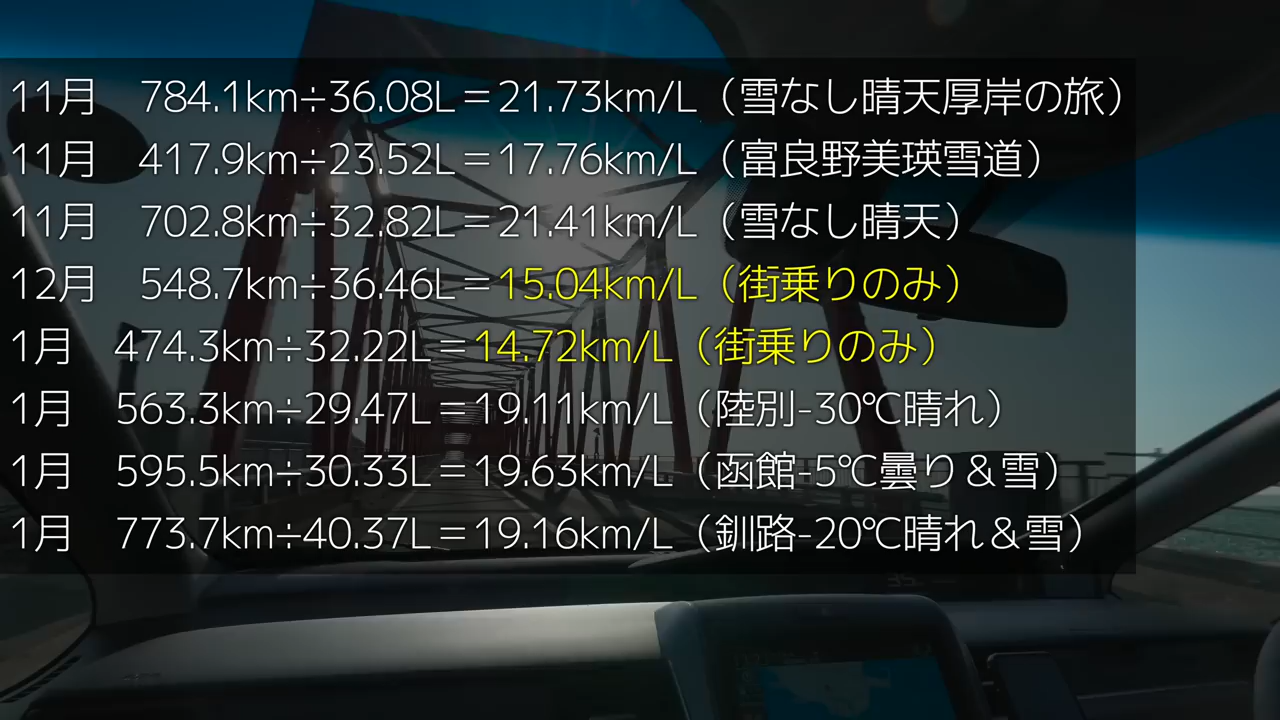 11月 784.1km÷36.08L＝21.73km/L（雪なし晴天厚岸の旅）
11月 417.9km÷23.52L＝17.76km/L（富良野美瑛雪道）
11月 702.8km÷32.82L＝21.41km/L（雪なし晴天）
12月 548.7km÷36.46L＝15.04km/L（街乗りのみ）
1月 474.3km÷32.22L＝14.72km/L（街乗りのみ）
1月 563.3km÷29.47L＝19.11km/L（陸別-30℃晴れ）
1月 595.5km÷30.33L＝19.63km/L（函館-5℃曇り＆雪）
1月 773.7km÷40.37L＝19.16km/L（釧路-20℃晴れ＆雪）